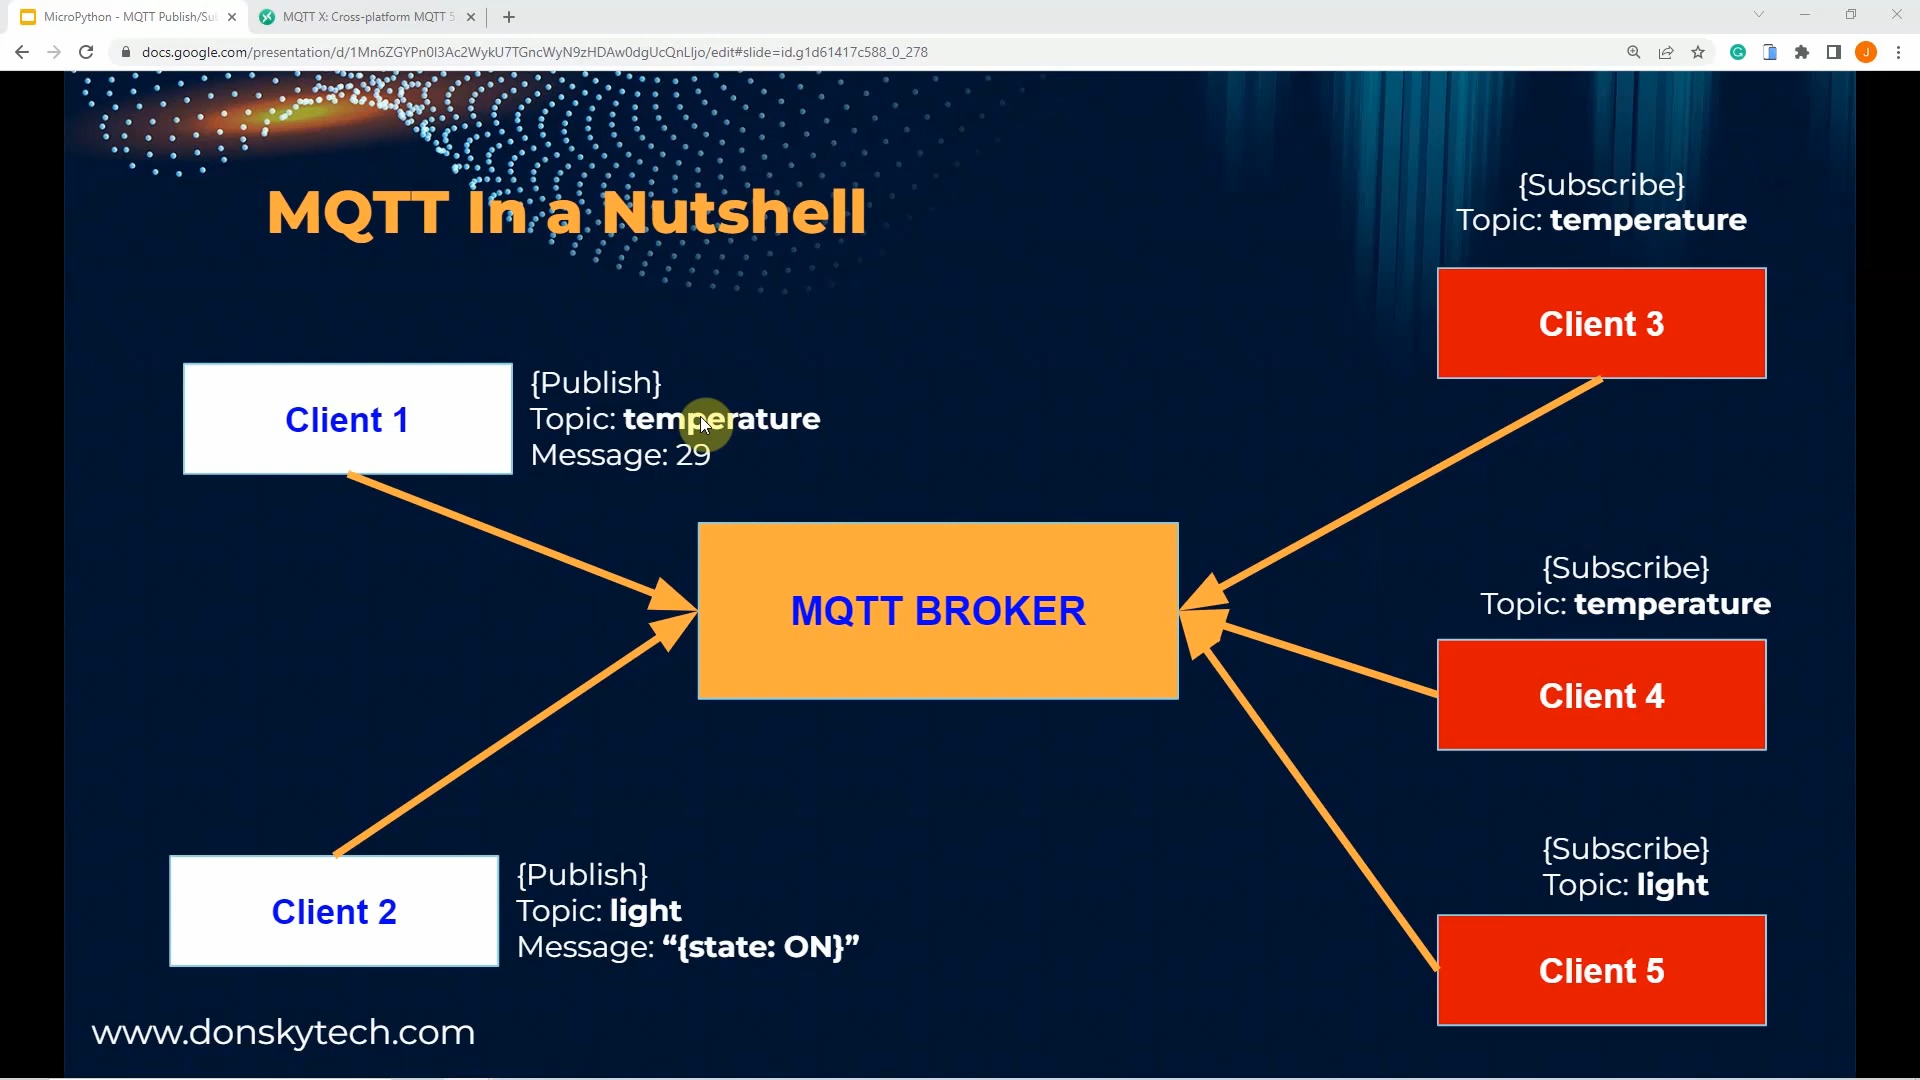 MicroPython - MQTT Publish/Su
MQTT X: Cross-platform MQTT 5
docs.google.com/presentation/d/1Mn6ZGYPn0I3Ac2WykU7TGncWyN9zHDAw0dgUcQnLljo/edit#slide=id.g1d61417c588_0_278
J
MQTT In a Nutshell
{Subscribe}
Topic: temperature
Client 3
Client 1
{Publish}
Topic: temperature
Message: 29
MQTT BROKER
{Subscribe}
Topic: temperature
Client 4
Client 2
{Publish}
Topic: light
Message: “{state: ON}”
{Subscribe}
Topic: light
Client 5
www.donskytech.com